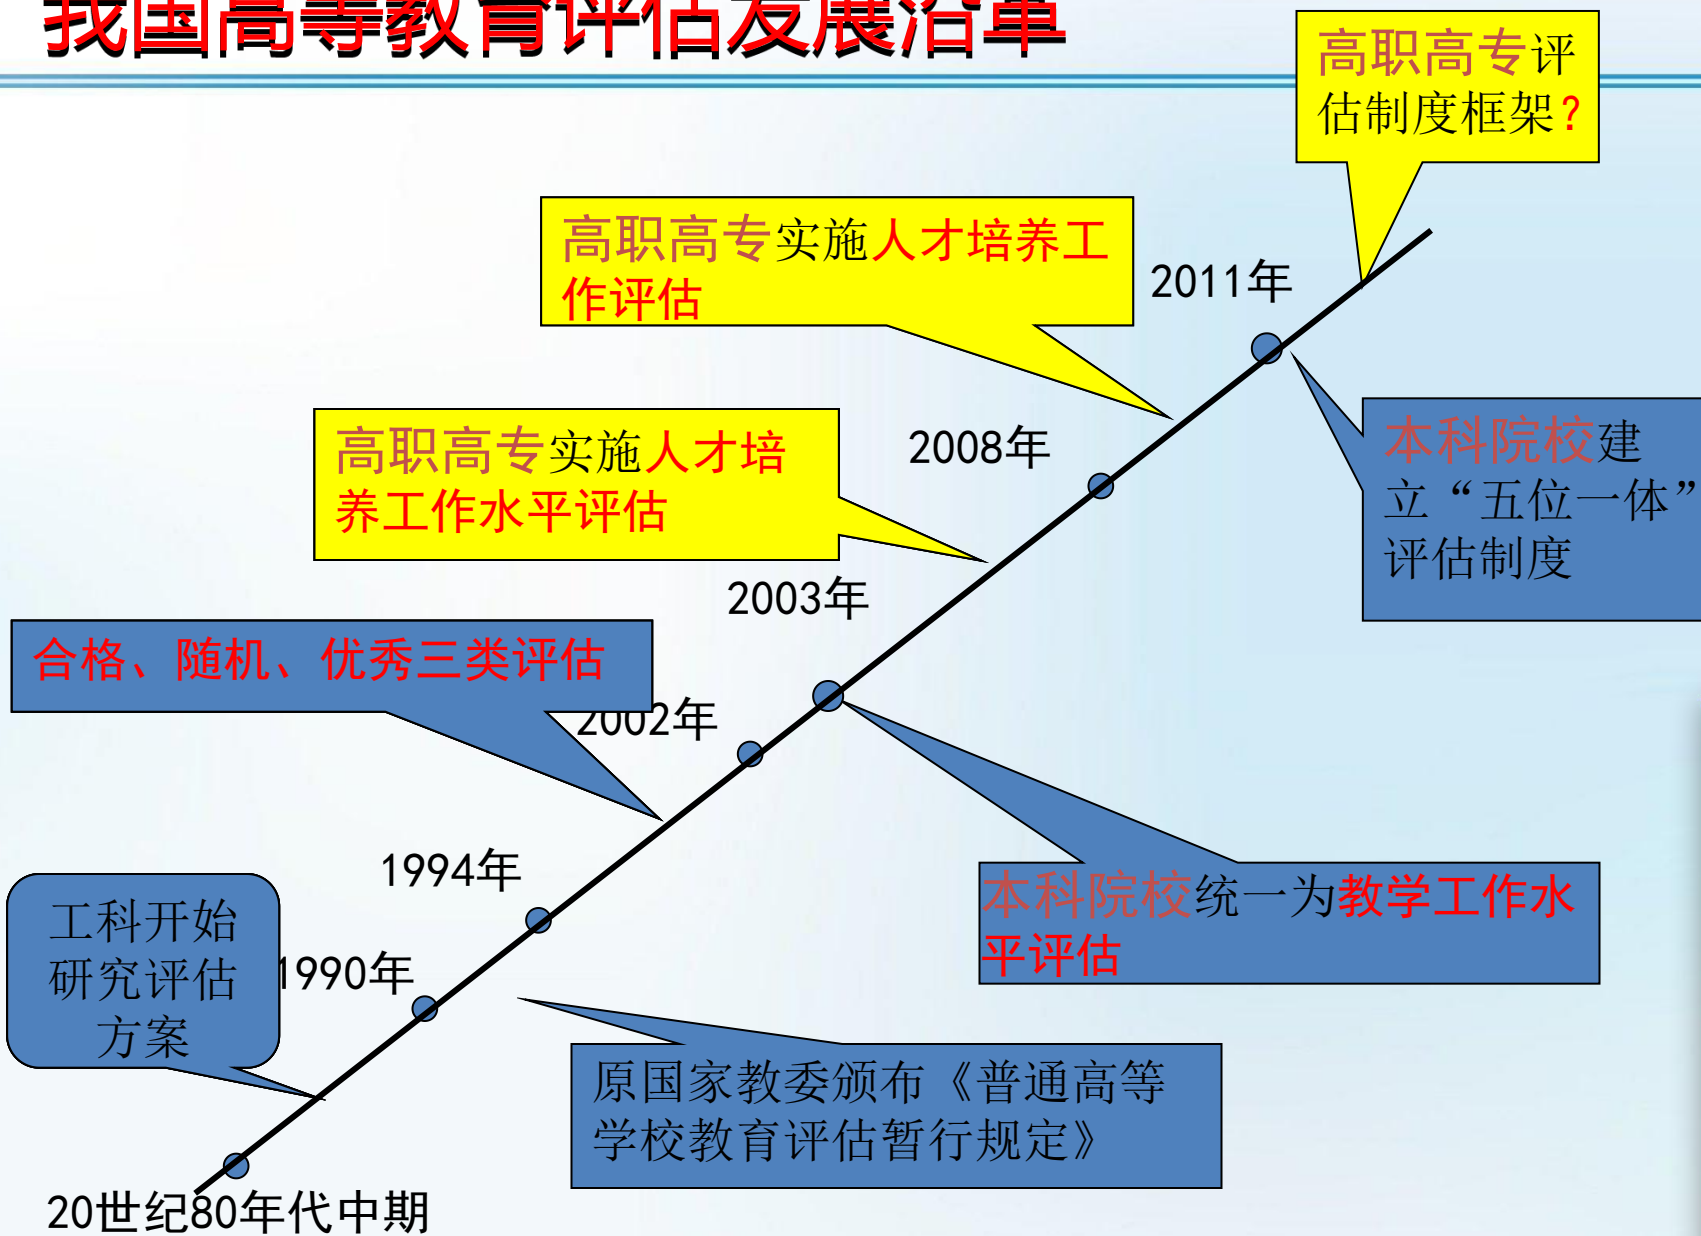 我国高等教育评估发展沿革
高职高专评
估制度框架?
高职高专实施人才培养工
作评估
2011年
高职高专实施人才培
养工作水平评估
2008年
本科院校建
立“五位一体”
评估制度
2003年
合格、随机、优秀三类评估
2002年
1994年
本科院校统一为教学工作水
平评估
工科开始
研究评估
方案
1990年
原国家教委颁布《普通高等
学校教育评估暂行规定》
20世纪80年代中期